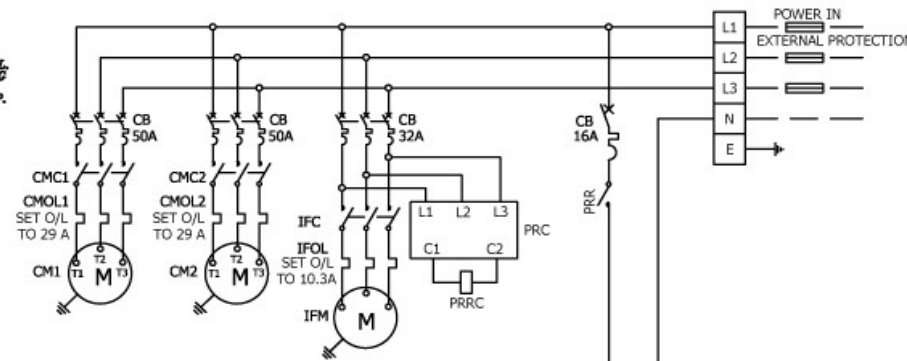 POWER IN
L1
EXTERNAL PROTECTION
L2
L3
N
E
CB
50A
CB
50A
CB
32A
CB
16A
CMC1
CMC2
CMOL1
SET O/L
TO 29 A
CMOL2
SET O/L
TO 29 A
IFC
IFOL
SET O/L
TO 10.3A
L1 L2 L3
PRC
C1 C2
PRRC
PRR
CM1
T1 T2 T3
M
CM2
T1 T2 T3
M
IFM
M